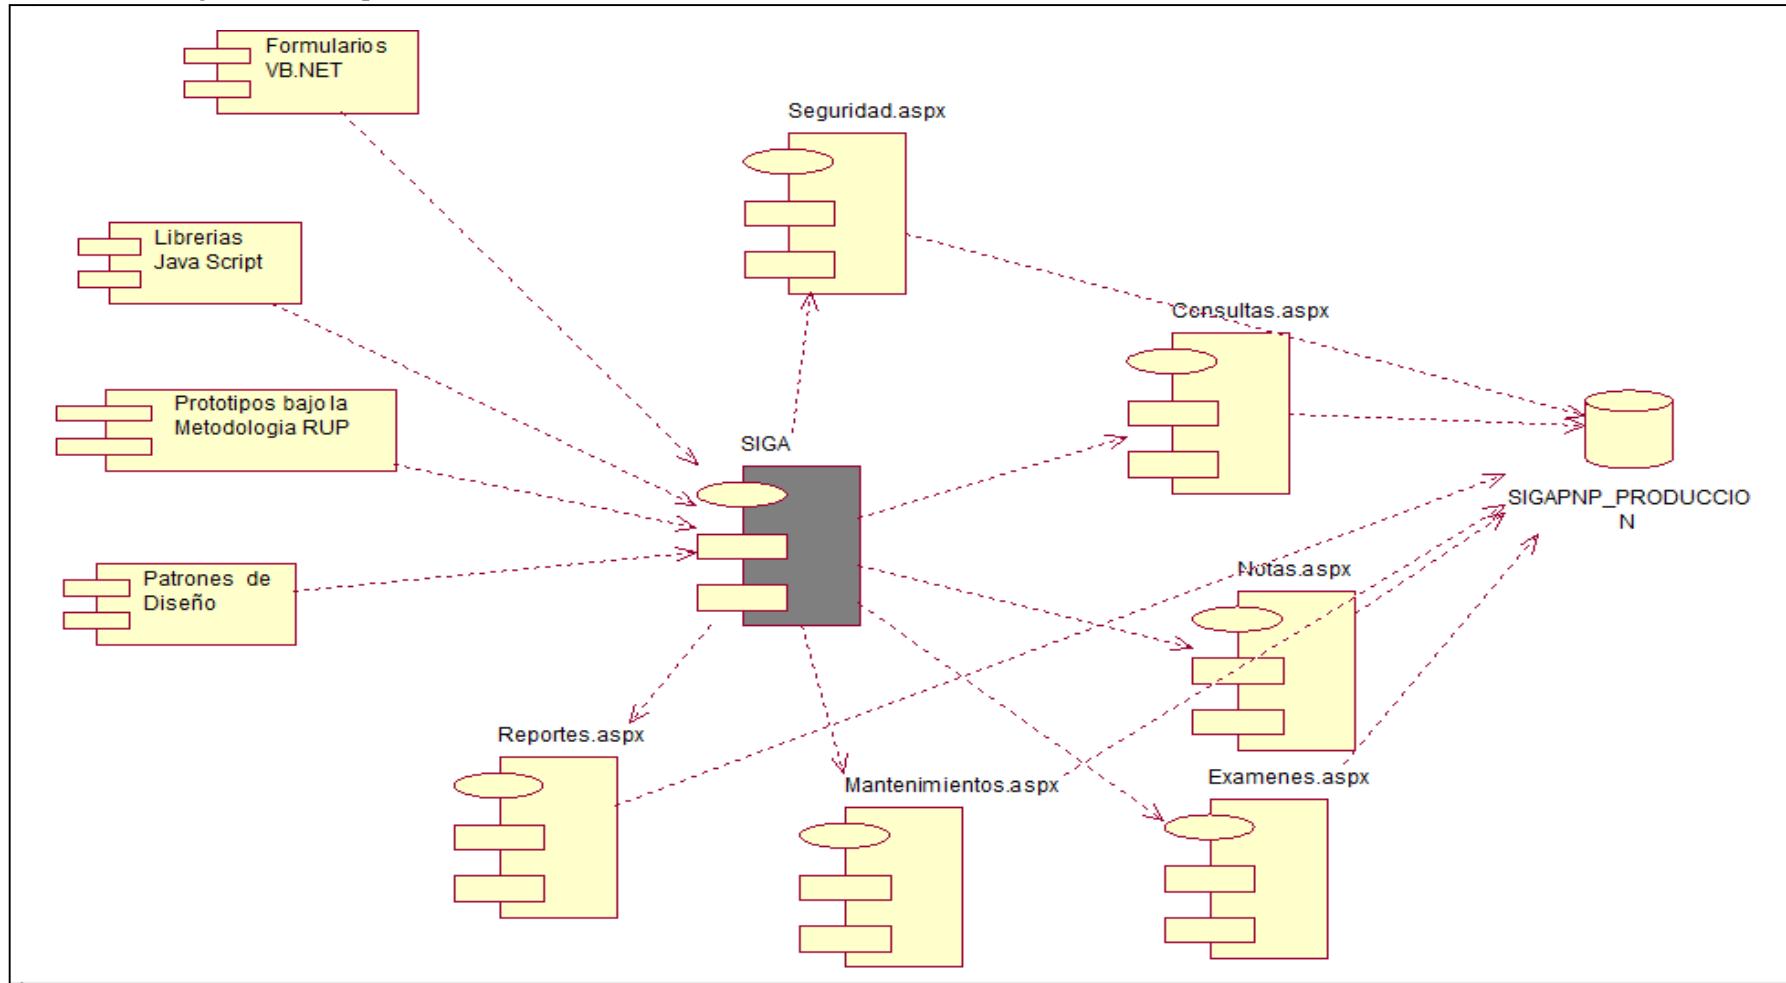 Formularios
VB.NET
Seguridad.aspx
Librerias
Java Script
Consultas.aspx
Prototipos bajo la
Metodologia RUP
SIGA
SIGAPNP_PRODUCCIO
N
Patrones de
Diseño
Notas.aspx
Reportes.aspx
Mantenimientos.aspx
Examenes.aspx